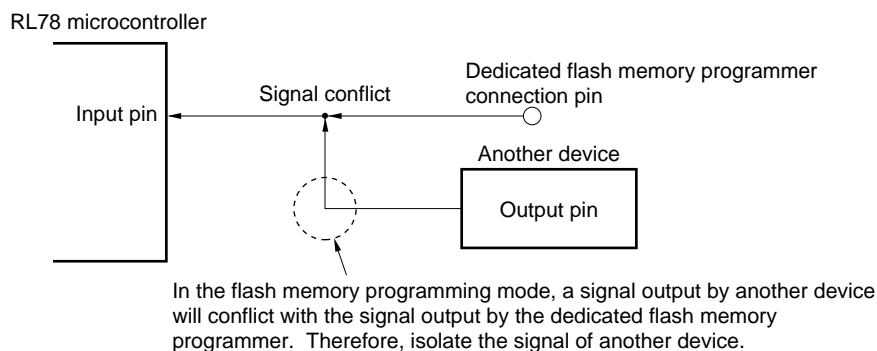 RL78 microcontroller
Dedicated flash memory programmer
connection pin
Signal conflict
Input pin
Another device
Output pin
In the flash memory programming mode, a signal output by another device
will conflict with the signal output by the dedicated flash memory
programmer.  Therefore, isolate the signal of another device.